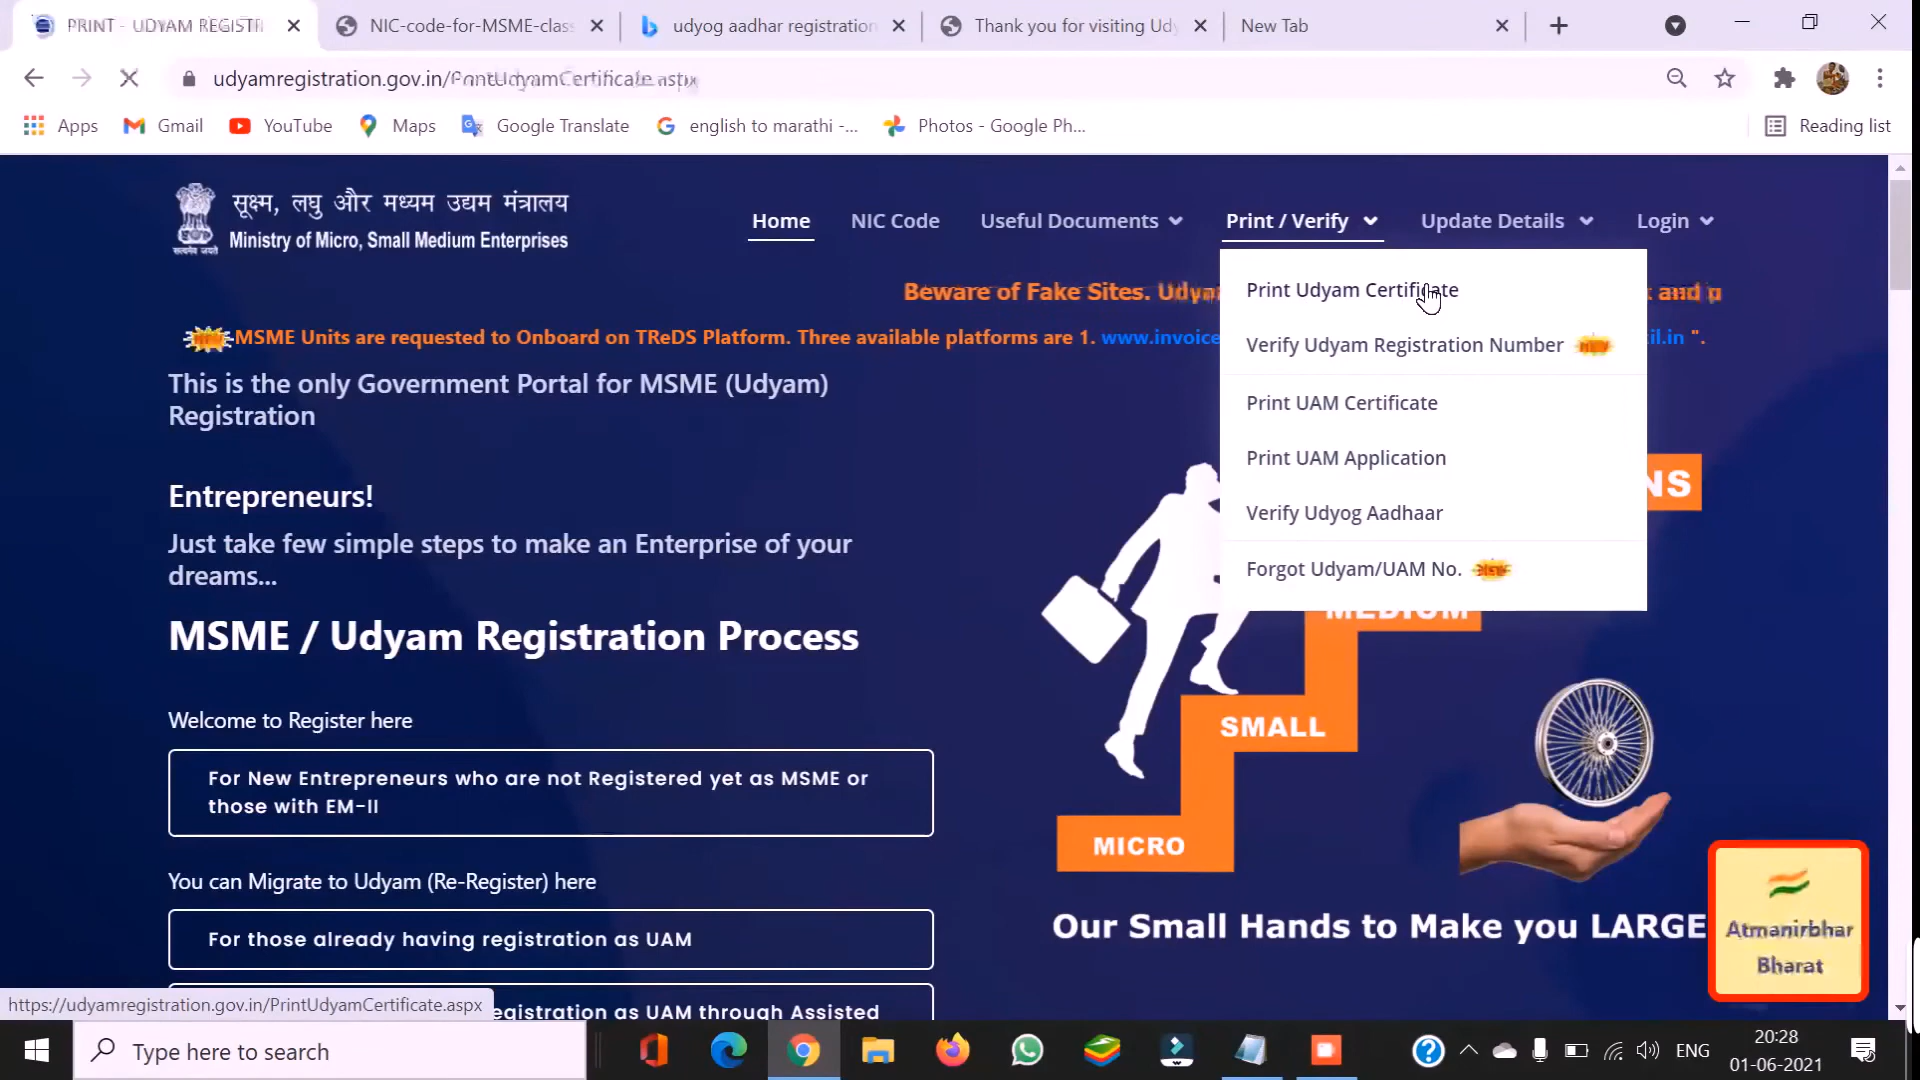 PRINT - UDYAM REGISTR
NIC-code-for-MSME-class
udyog aadhar registration
Thank you for visiting Udy
New Tab
udyamregistration.gov.in/PrintUdyamCertificate.aspx
Apps
Gmail
YouTube
Maps
Google Translate
english to marathi -...
Photos - Google Ph...
Reading list
सूक्ष्म, लघु और मध्यम उद्यम मंत्रालय
Ministry of Micro, Small Medium Enterprises
सत्यमेव जयते
Home
NIC Code
Useful Documents
Print / Verify
Update Details
Login
Beware of Fake Sites.
and
MSME Units are requested to Onboard on TReDS Platform. Three available platforms are 1. www.invoice
il.in ".
Print Udyam Certificate
Verify Udyam Registration Number
Print UAM Certificate
Print UAM Application
Verify Udyog Aadhaar
Forgot Udyam/UAM No.
This is the only Government Portal for MSME (Udyam)
Registration
Entrepreneurs!
Just take few simple steps to make an Enterprise of your
dreams...
MSME / Udyam Registration Process
Welcome to Register here
For New Entrepreneurs who are not Registered yet as MSME or
those with EM-II
You can Migrate to Udyam (Re-Register) here
For those already having registration as UAM
egistration as UAM through Assisted
NS
MEDIUM
SMALL
MICRO
Our Small Hands to Make you LARGE
Atmanirbhar
Bharat
https://udyamregistration.gov.in/PrintUdyamCertificate.aspx
Type here to search
ENG
20:28
01-06-2021